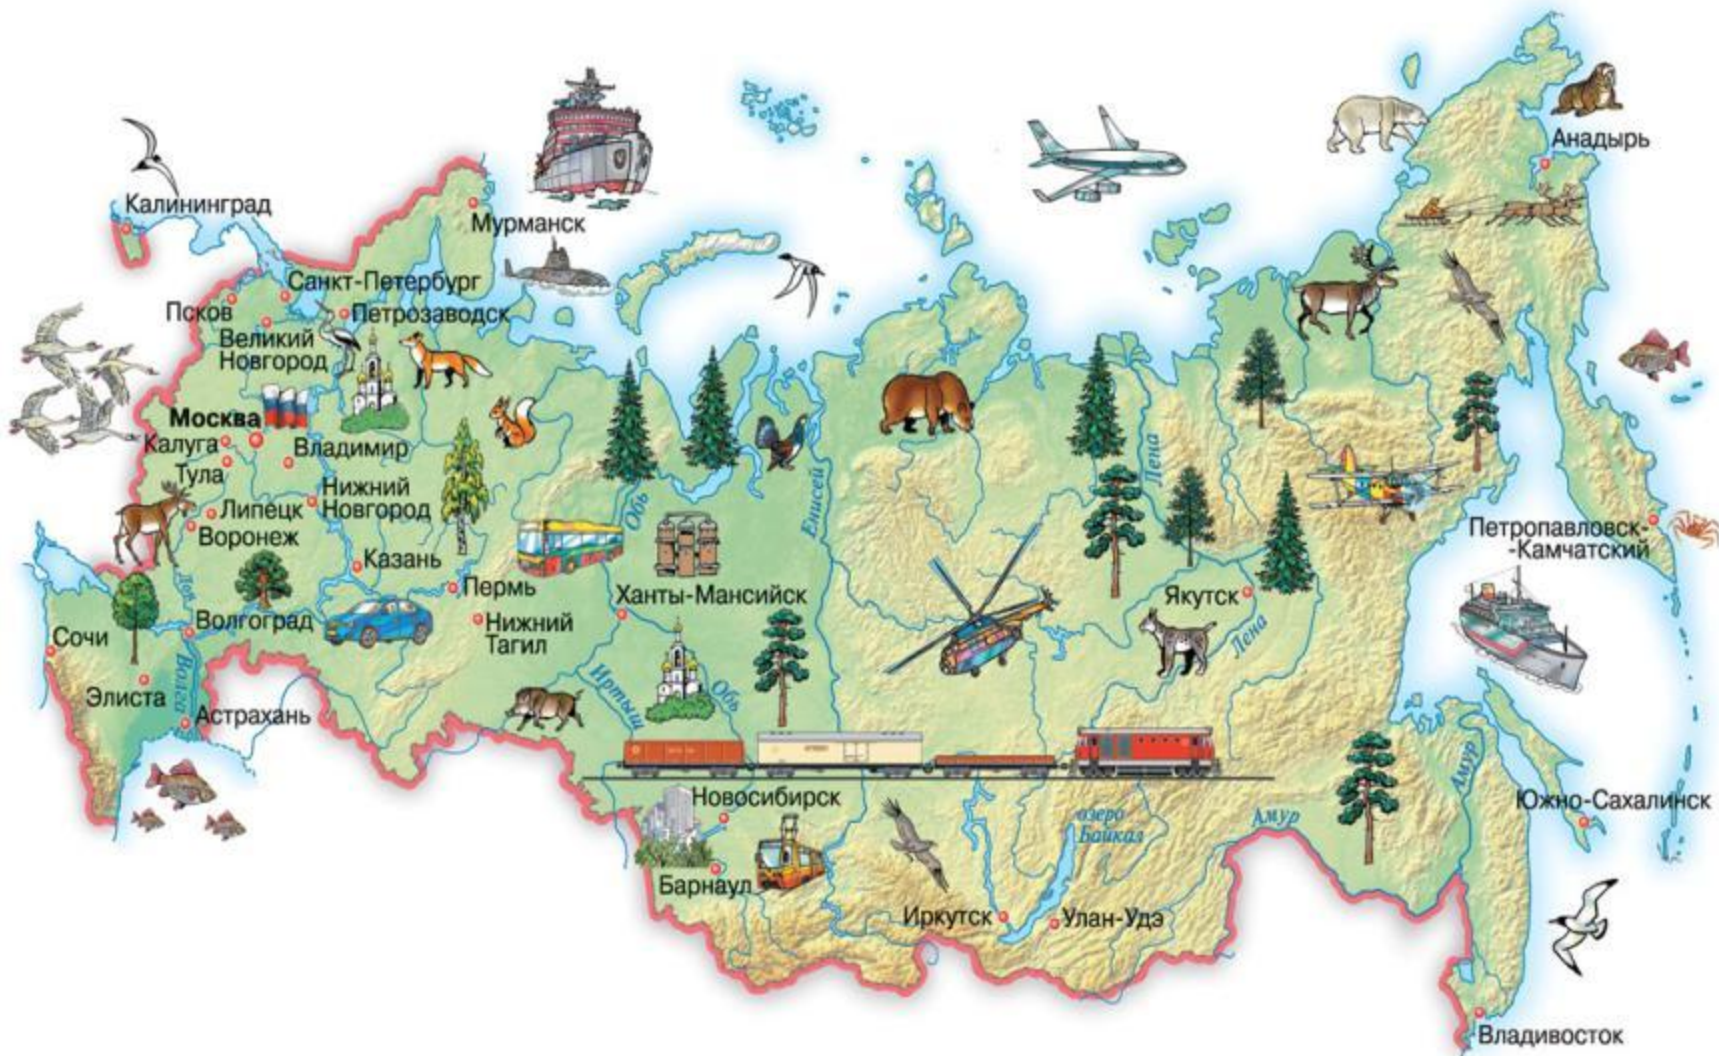 Анадырь
Калининград
Мурманск
Санкт-Петербург
Псков
Петрозаводск
Великий
Новгород
Москва
Калуга
Владимир
Тула
Нижний
Новгород
Липецк
Воронеж
Казань
Пермь
Дон
Волгоград
Нижний
Тагил
Сочи
Элиста
Волга
Астрахань
Обь
Енисей
Лена
Ханты-Мансийск
Иртыш
Обь
Якутск
Лена
Петропавловск-
-Камчатский
Новосибирск
Барнаул
озеро
Байкал
Амур
Амур
Иркутск
Улан-Удэ
Южно-Сахалинск
Владивосток